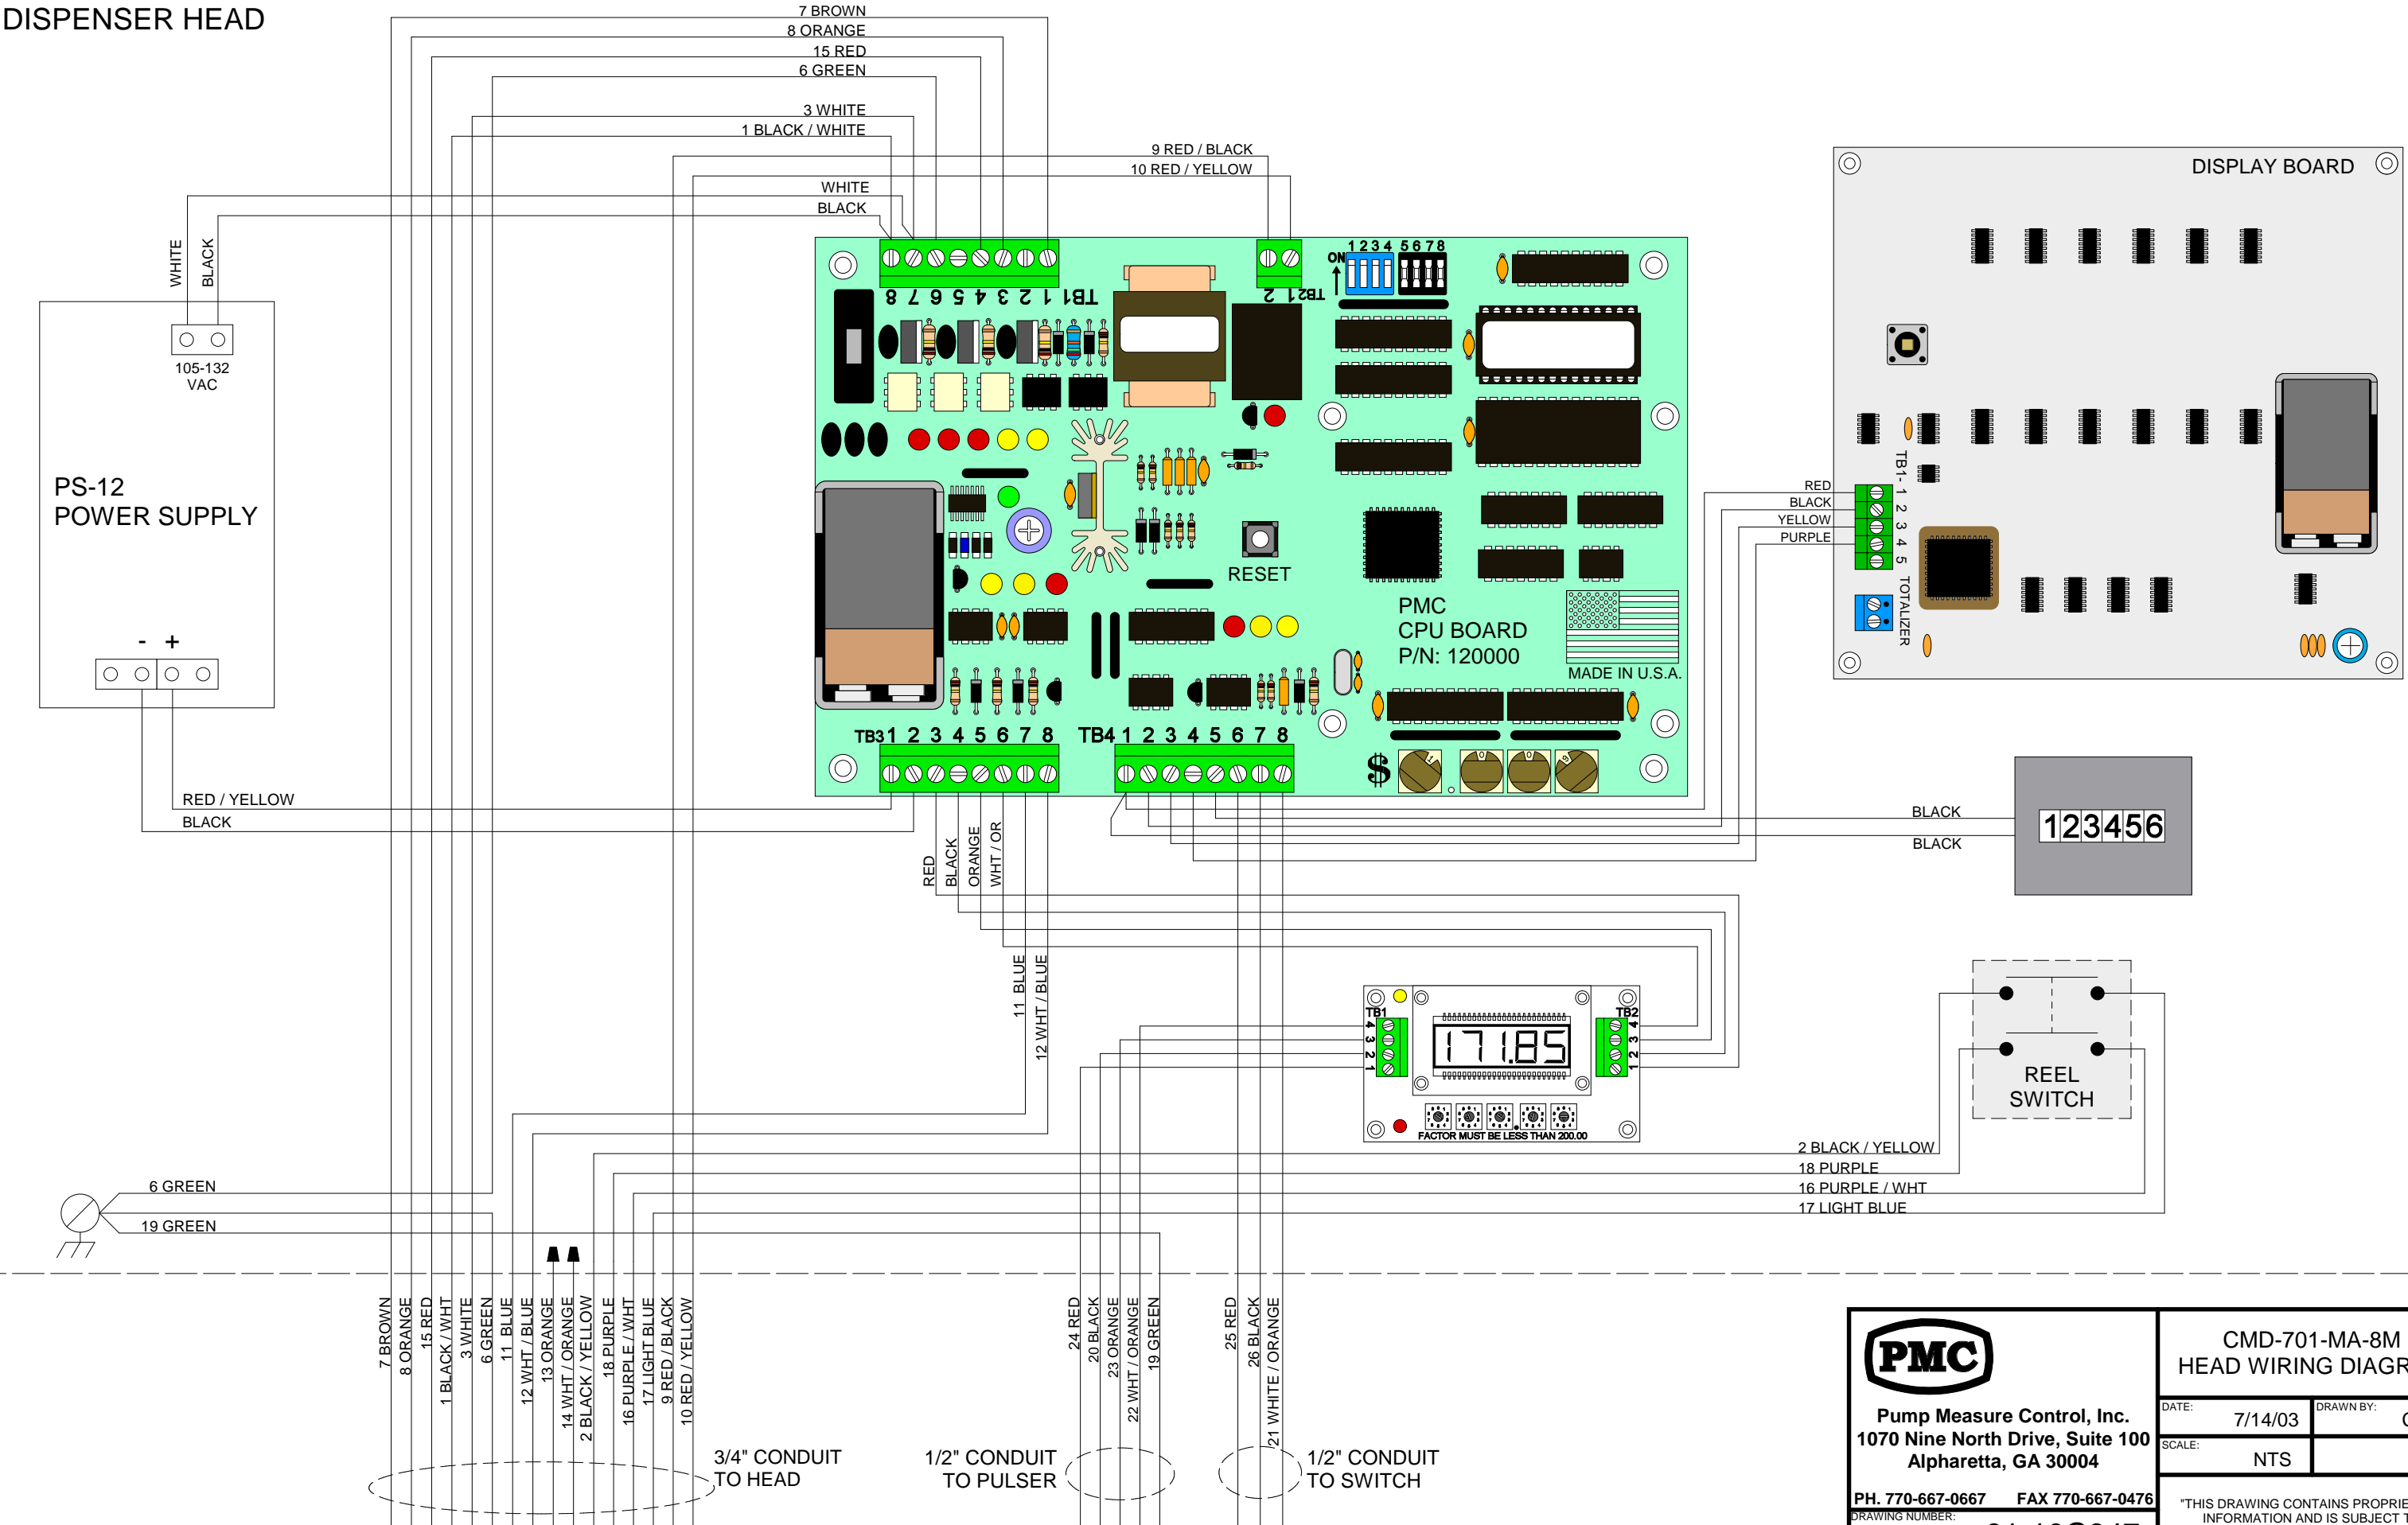 DISPENSER HEAD
7 BROWN
8 ORANGE
15 RED
6 GREEN
3 WHITE
1 BLACK / WHITE
9 RED / BLACK
10 RED / YELLOW
WHITE
BLACK
WHITE
BLACK
105-132
VAC
PS-12
POWER SUPPLY
- +
RED / YELLOW
BLACK
8 7 6 5 4 3 2 1 TB1
2 1 TB2
ON
1 2 3 4 5 6 7 8
RESET
PMC
CPU BOARD
P/N: 120000
MADE IN U.S.A.
TB3 1 2 3 4 5 6 7 8
TB4 1 2 3 4 5 6 7 8
$
1 0 0 9
DISPLAY BOARD
RED
BLACK
YELLOW
PURPLE
TB1- 1 2 3 4 5
TOTALIZER
BLACK
BLACK
123456
RED
BLACK
ORANGE
WHT / OR
11 BLUE
12 WHT / BLUE
TB1
4
3
2
1
171.85
TB2
4
3
2
1
FACTOR MUST BE LESS THAN 200.00
REEL
SWITCH
2 BLACK / YELLOW
18 PURPLE
16 PURPLE / WHT
17 LIGHT BLUE
6 GREEN
19 GREEN
7 BROWN
8 ORANGE
15 RED
1 BLACK / WHT
3 WHITE
6 GREEN
11 BLUE
12 WHT / BLUE
13 ORANGE
14 WHT / ORANGE
2 BLACK / YELLOW
18 PURPLE
16 PURPLE / WHT
17 LIGHT BLUE
9 RED / BLACK
10 RED / YELLOW
3/4" CONDUIT
TO HEAD
24 RED
20 BLACK
23 ORANGE
22 WHT / ORANGE
19 GREEN
1/2" CONDUIT
TO PULSER
25 RED
26 BLACK
21 WHITE / ORANGE
1/2" CONDUIT
TO SWITCH
PMC
Pump Measure Control, Inc.
1070 Nine North Drive, Suite 100
Alpharetta, GA 30004
PH. 770-667-0667 FAX 770-667-0476
DRAWING NUMBER:
CMD-701-MA-8M
HEAD WIRING DIAGR
DATE: 7/14/03
DRAWN BY:
SCALE: NTS
"THIS DRAWING CONTAINS PROPRIE
INFORMATION AND IS SUBJECT T